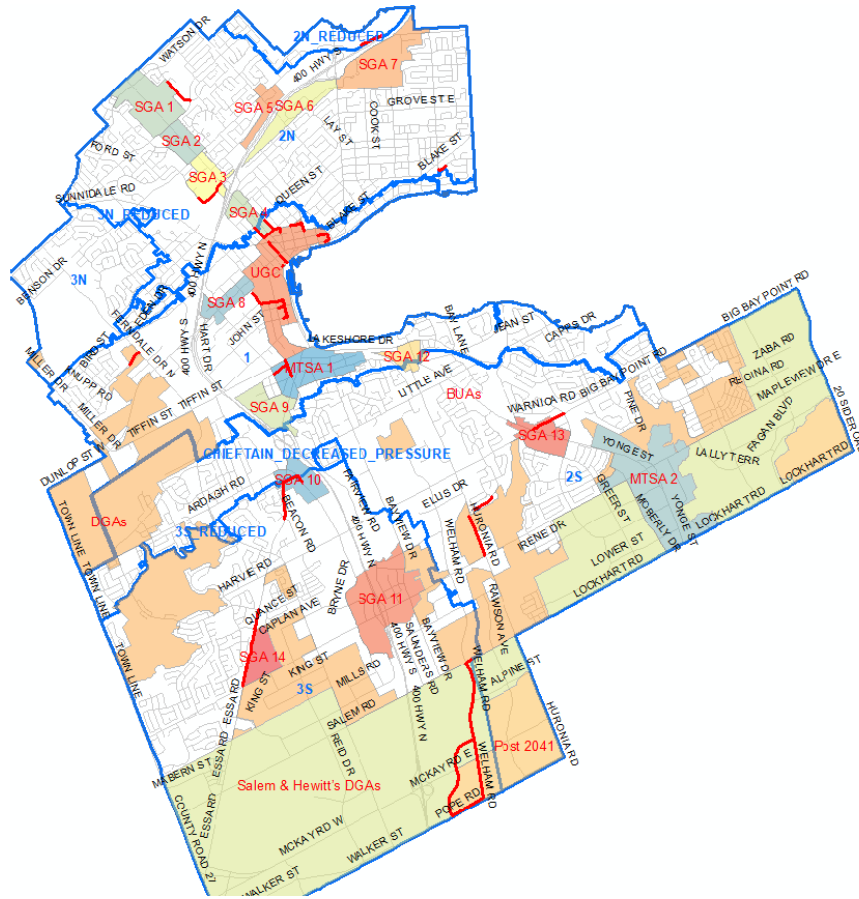 2N_REDUCED
WATSON DR
400 HWY S
SGA 7
SGA 1
SGA 5
SGA 6
GROVE ST E
COOK ST
LAY ST
2N
SGA 2
FORD ST
BLAKE ST
SGA 3
QUEEN ST
SUNNIDALE RD
SGA 4
BLAKE ST
3N_REDUCED
400 HWY N
BENSON DR
3N
UGC
EDEN DR
SGA 8
BIG BAY POINT RD
BAY LANE
JEAN ST
CAPPS DR
FERNDALE DR N
BIRD ST
400 HWY S
HART DR
JOHN ST
LAKESHORE DR
1
SGA 12
MTSA 1
MILLER DR
KNUPP RD
ZABA RD
REGINA RD
MAPLEVIEW DR E
LITTLE AVE
BUAs
WARNICA RD
BIG BAY POINT RD
PINE DR
TIFFIN ST
TIFFIN ST
MILLER DR
SGA 9
FAGAN BLVD
SGA 13
YONGE ST
LALLY TERR
DUNLOP ST W
CHIEFTAIN_DECREASED_PRESSURE
2S
MTSA 2
LOCKHART RD
SGA 10
ARDAGH RD
FAIRVIEW RD
BAYVIEW DR
ELLIS DR
GREER ST
MOBERLY DR
YONGE ST
LOCKHART RD
DGAs
BEACON RD
400 HWY N
WELHAM RD
HURONIA RD
IRENE DR
TOWN LINE
3S_REDUCED
LOWER ST
LOCKHART RD
TOWN LINE
HARVIE RD
BRYNE DR
QUANCE ST
CAPLAN AVE
SGA 11
RAWSON AVE
TOWN LINE
SAUNDERS RD
BAYVIEW DR
400 HWY S
SGA 14
KING ST
WELHAM RD
ALPINE ST
KING ST
MILLS RD
3S
ESSA RD
400 HWY N
HURONIA RD
SALEM RD
ESSA RD
REID DR
MCKAY RD E
Post 2041
MABERN ST
Salem & Hewitt's DGAs
WELHAM RD
COUNTY ROAD 27
ESSA RD
POPE RD
MCKAY RD W
WALKER ST
WALKER ST